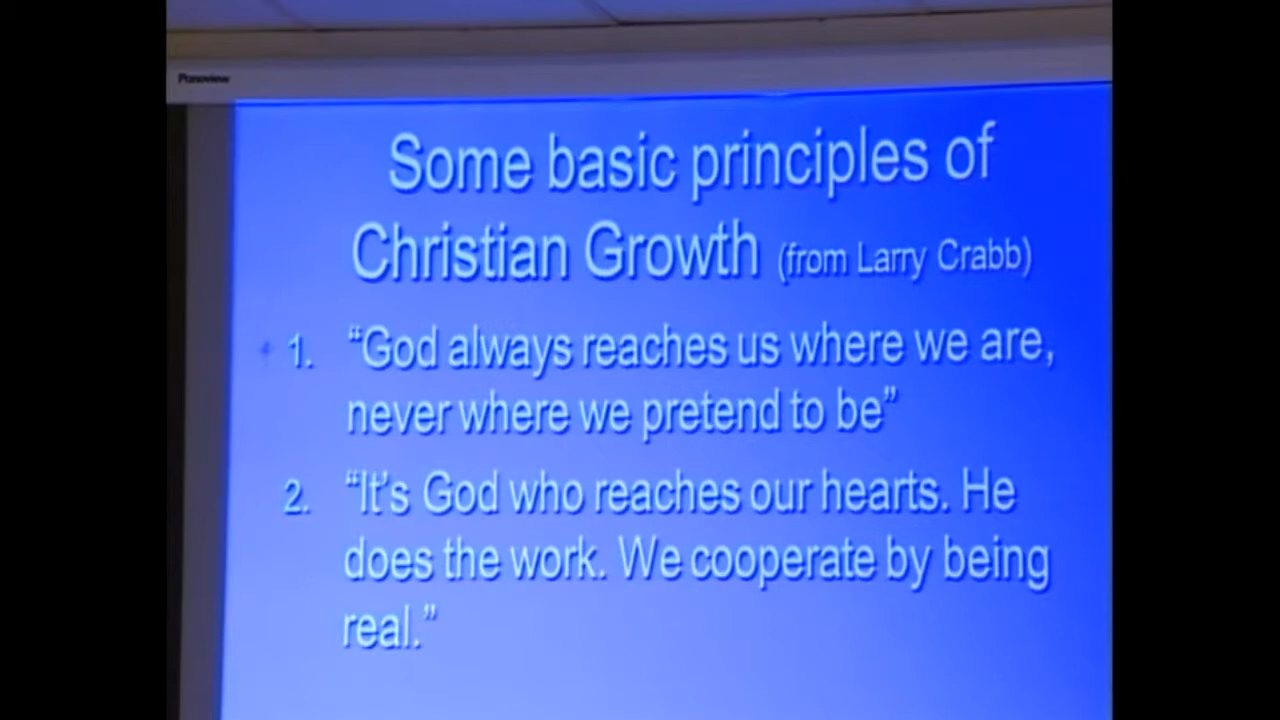 Panoview
Some basic principles of
Christian Growth (from Larry Crabb)
1. “God always reaches us where we are,
never where we pretend to be”
2. “It’s God who reaches our hearts. He
does the work. We cooperate by being
real.”